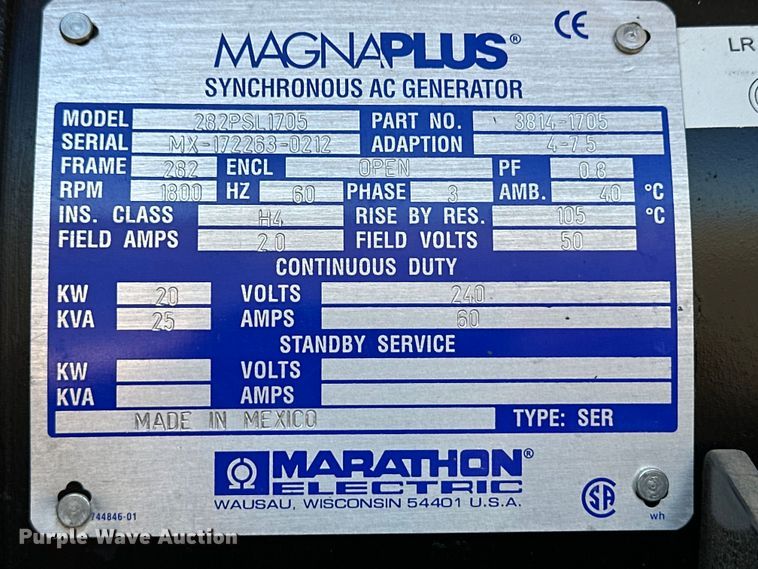 MAGNAPLUS®
CE
LR
SYNCHRONOUS AC GENERATOR
MODEL 282PSL1705 PART NO. 3814-1705
SERIAL MX-172263-0212 ADAPTION 4-7.5
FRAME 282 ENCL OPEN PF 0.8
RPM 1800 HZ 60 PHASE 3 AMB. 40 °C
INS. CLASS H4 RISE BY RES. 105 °C
FIELD AMPS 2.0 FIELD VOLTS 50
CONTINUOUS DUTY
KW 20 VOLTS 240
KVA 25 AMPS 60
STANDBY SERVICE
KW VOLTS
KVA AMPS
MADE IN MEXICO TYPE: SER
MARATHON®
ELECTRIC
WAUSAU, WISCONSIN 54401 U.S.A.
SA
744846-01
wh
Purple Wave Auction